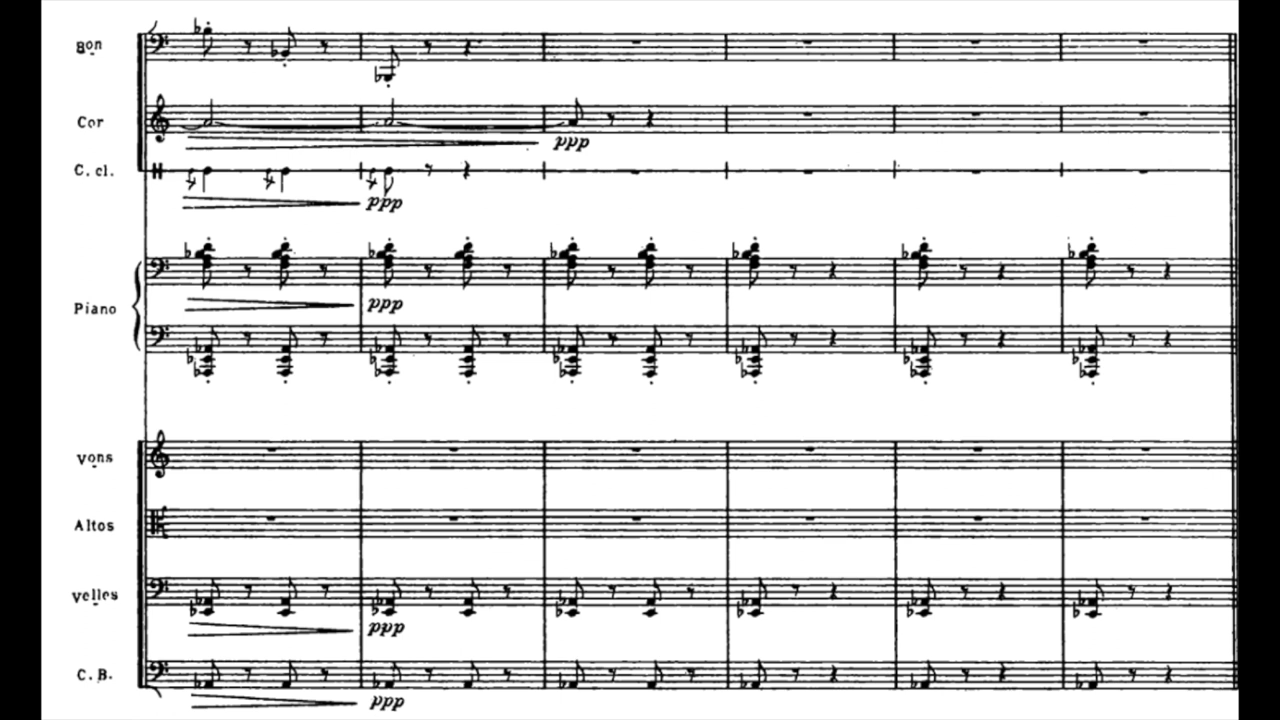 Bon
Cor
ppp
C. cl.
ppp
Piano
ppp
Vons
Altos
Velles
ppp
C. B.
ppp